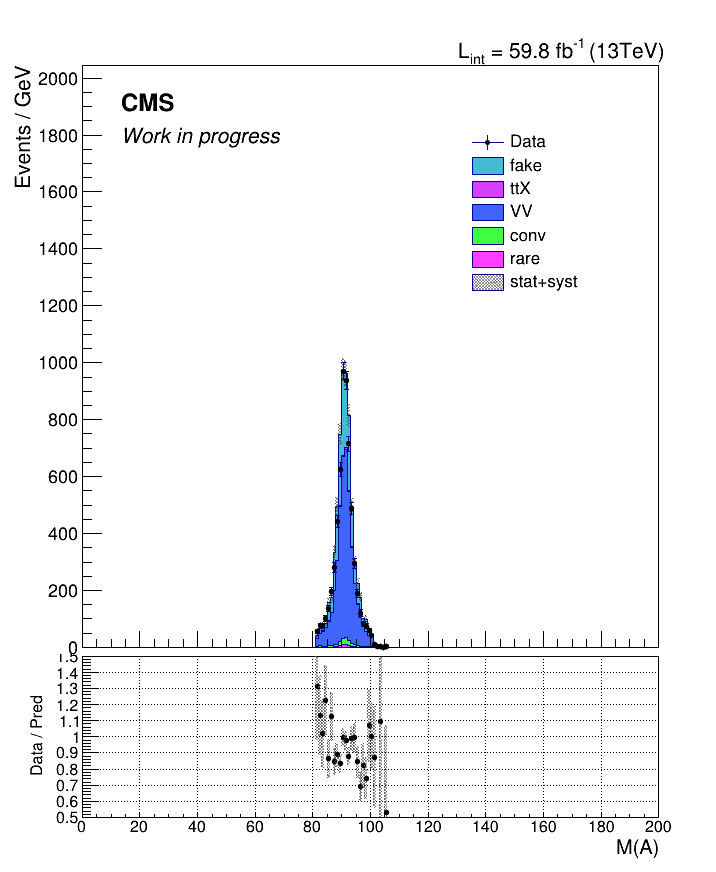 L_int = 59.8 fb^-1 (13TeV)
Events / GeV
2000
1800
1600
1400
1200
1000
800
600
400
200
0
CMS
Work in progress
Data
fake
ttX
VV
conv
rare
stat+syst
Data / Pred
1.5
1.4
1.3
1.2
1.1
1
0.9
0.8
0.7
0.6
0.5
0 20 40 60 80 100 120 140 160 180 200
M(A)